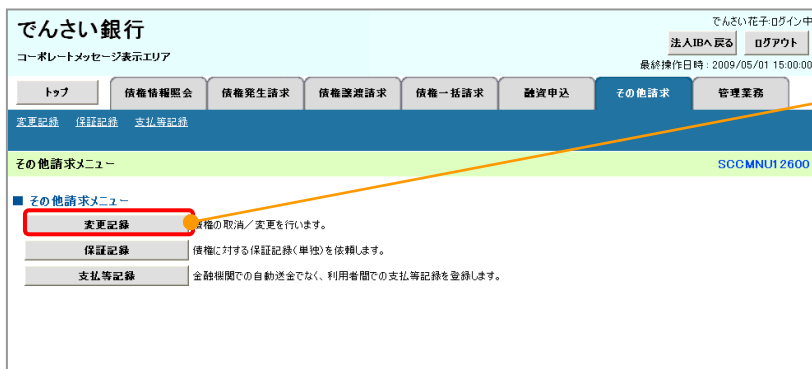 でんさい銀行
でんさい花子:ログイン中
コーポレートメッセージ表示エリア
法人IBへ戻る ログアウト
最終操作日時:2009/05/01 15:00:00
トップ 債権情報照会 債権発生請求 債権譲渡請求 債権一括請求 融資申込 その他請求 管理業務
変更記録 保証記録 支払等記録
その他請求メニュー SCCMNU12600
■ その他請求メニュー
変更記録 債権の取消/変更を行います。
保証記録 債権に対する保証記録(単独)を依頼します。
支払等記録 金融機関での自動送金でなく、利用者間での支払等記録を登録します。